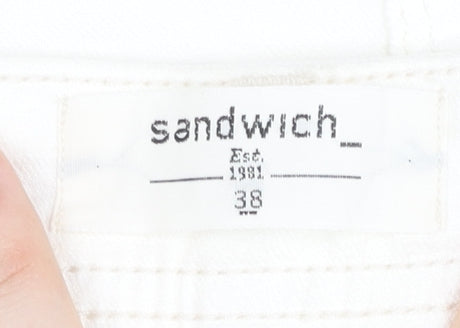 sandwich_
Est.
1981
38